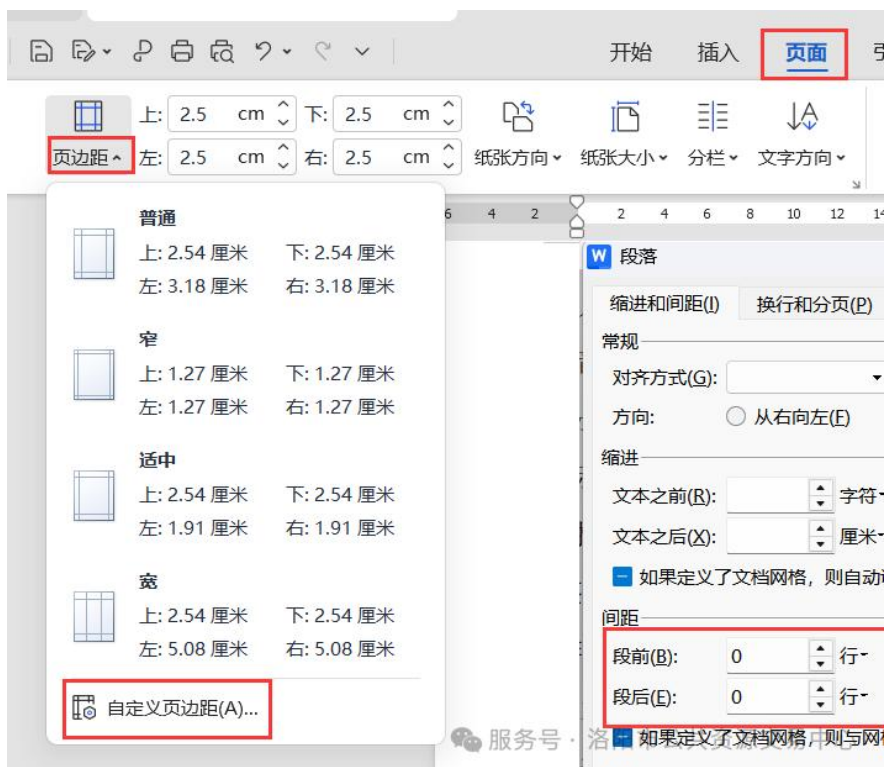 开始 插入 页面
上: 2.5 cm 下: 2.5 cm
页边距 左: 2.5 cm 右: 2.5 cm 纸张方向 纸张大小 分栏 文字方向
6 4 2 2 4 6 8 10 12 14
普通
上: 2.54 厘米 下: 2.54 厘米
左: 3.18 厘米 右: 3.18 厘米
窄
上: 1.27 厘米 下: 1.27 厘米
左: 1.27 厘米 右: 1.27 厘米
适中
上: 2.54 厘米 下: 2.54 厘米
左: 1.91 厘米 右: 1.91 厘米
宽
上: 2.54 厘米 下: 2.54 厘米
左: 5.08 厘米 右: 5.08 厘米
自定义页边距(A)...
W 段落
缩进和间距(I) 换行和分页(P)
常规
对齐方式(G):
方向: 从右向左(F)
缩进
文本之前(R): 字符
文本之后(X): 厘米
如果定义了文档网格，则自动
间距
段前(B): 0 行
段后(E): 0 行
如果定义了文档网格，则与网
服务号 · 洛